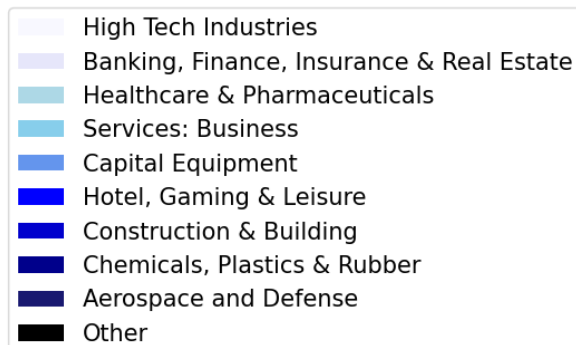 High Tech Industries
Banking, Finance, Insurance & Real Estate
Healthcare & Pharmaceuticals
Services: Business
Capital Equipment
Hotel, Gaming & Leisure
Construction & Building
Chemicals, Plastics & Rubber
Aerospace and Defense
Other